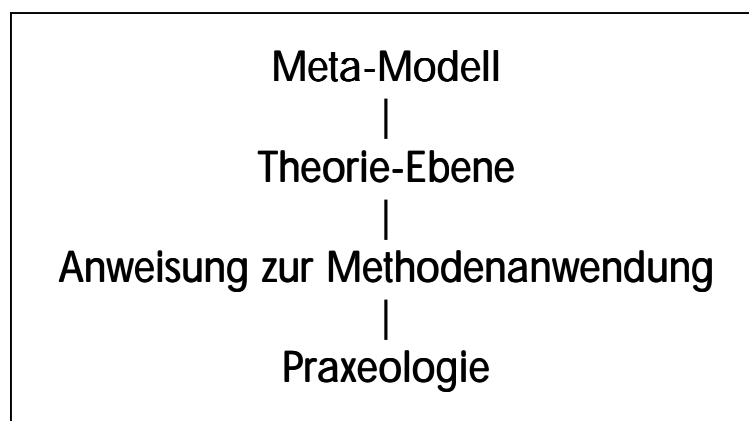 Meta-Modell
|
Theorie-Ebene
|
Anweisung zur Methodenanwendung
|
Praxeologie